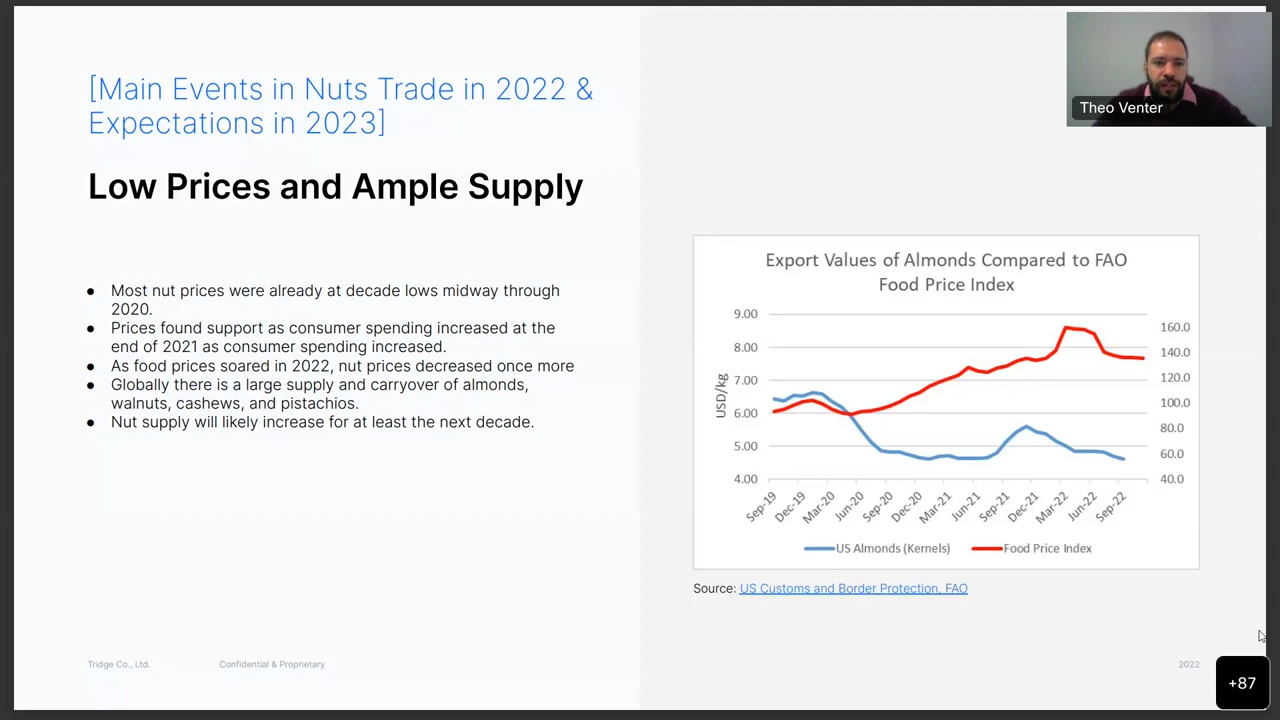 [Main Events in Nuts Trade in 2022 &
Expectations in 2023]
Low Prices and Ample Supply
● Most nut prices were already at decade lows midway through
2020.
● Prices found support as consumer spending increased at the
end of 2021 as consumer spending increased.
● As food prices soared in 2022, nut prices decreased once more
● Globally there is a large supply and carryover of almonds,
walnuts, cashews, and pistachios.
● Nut supply will likely increase for at least the next decade.
Theo Venter
Export Values of Almonds Compared to FAO
Food Price Index
USD/kg
9.00
8.00
7.00
6.00
5.00
4.00
160.0
140.0
120.0
100.0
80.0
60.0
40.0
Sep-19
Dec-19
Mar-20
Jun-20
Sep-20
Dec-20
Mar-21
Jun-21
Sep-21
Dec-21
Mar-22
Jun-22
Sep-22
US Almonds (Kernels) Food Price Index
Source: US Customs and Border Protection, FAO
Tridge Co., Ltd. Confidential & Proprietary 2022
+87